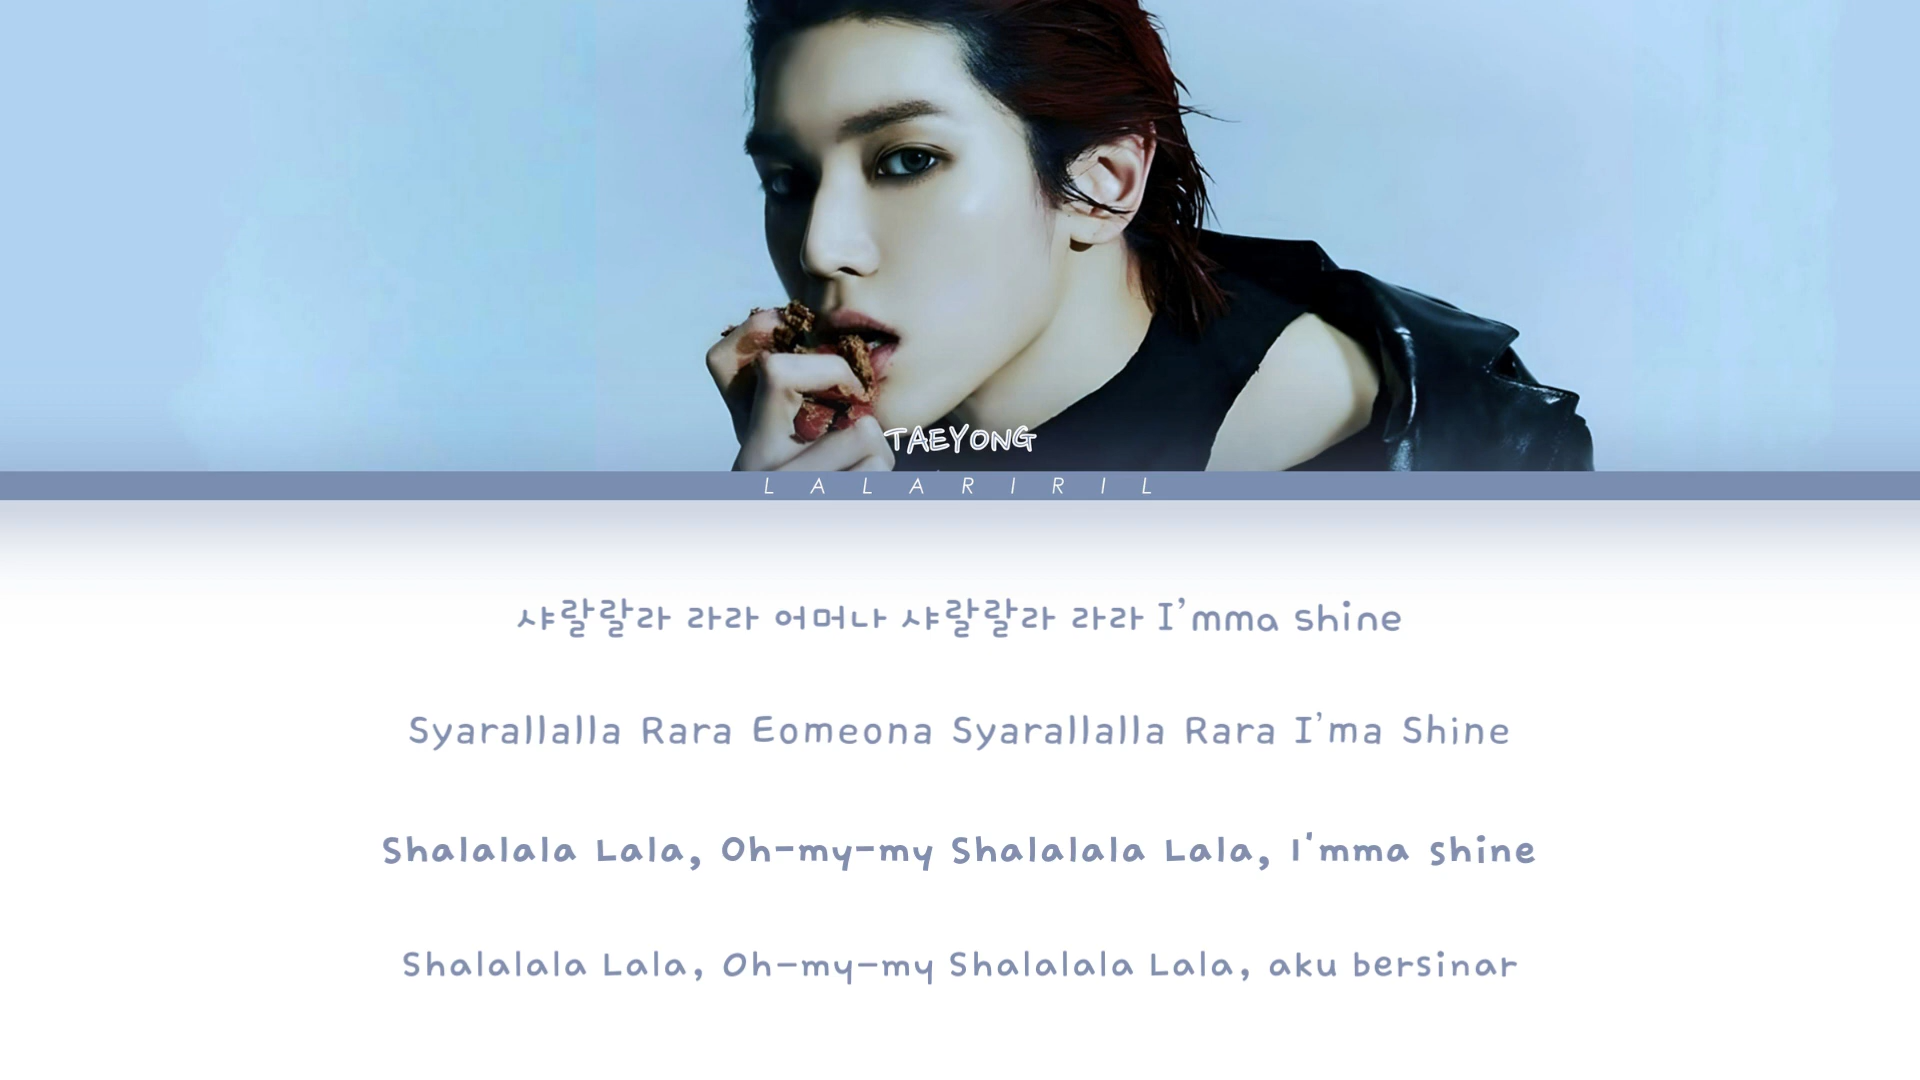 TAEYONG
LALARIRIL
샤랄랄라 라라 어머나 샤랄랄라 라라 I'mma shine
Syarallalla Rara Eomeona Syarallalla Rara I'ma Shine
Shalalala Lala, Oh-my-my Shalalala Lala, I'mma shine
Shalalala Lala, Oh-my-my Shalalala Lala, aku bersinar